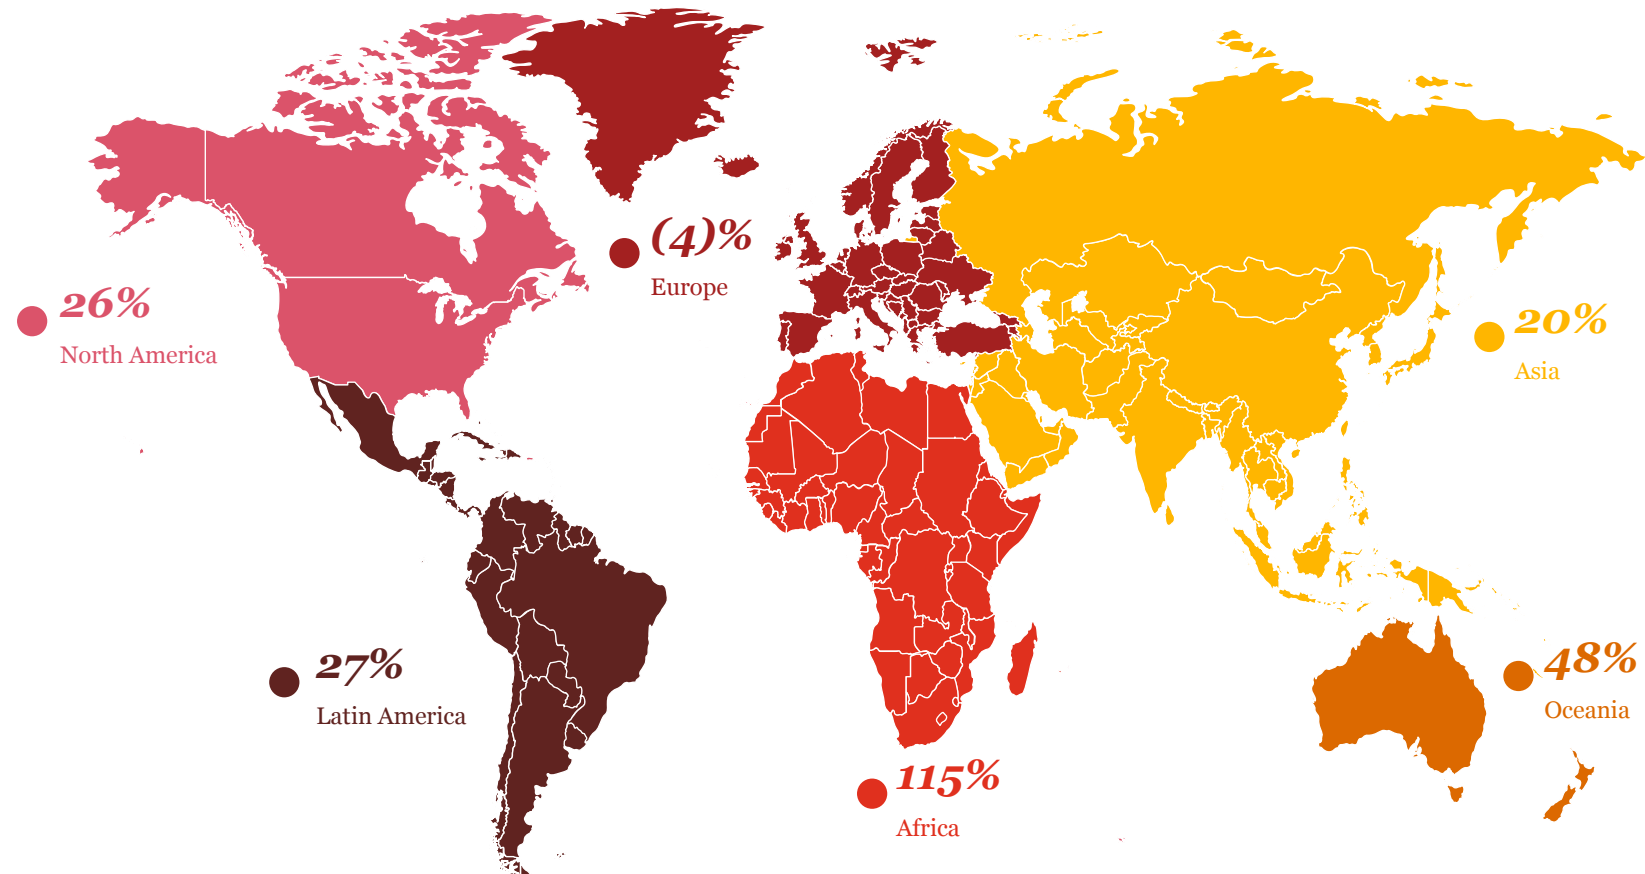 (4)%
Europe
26%
North America
20%
Asia
27%
Latin America
48%
Oceania
115%
Africa